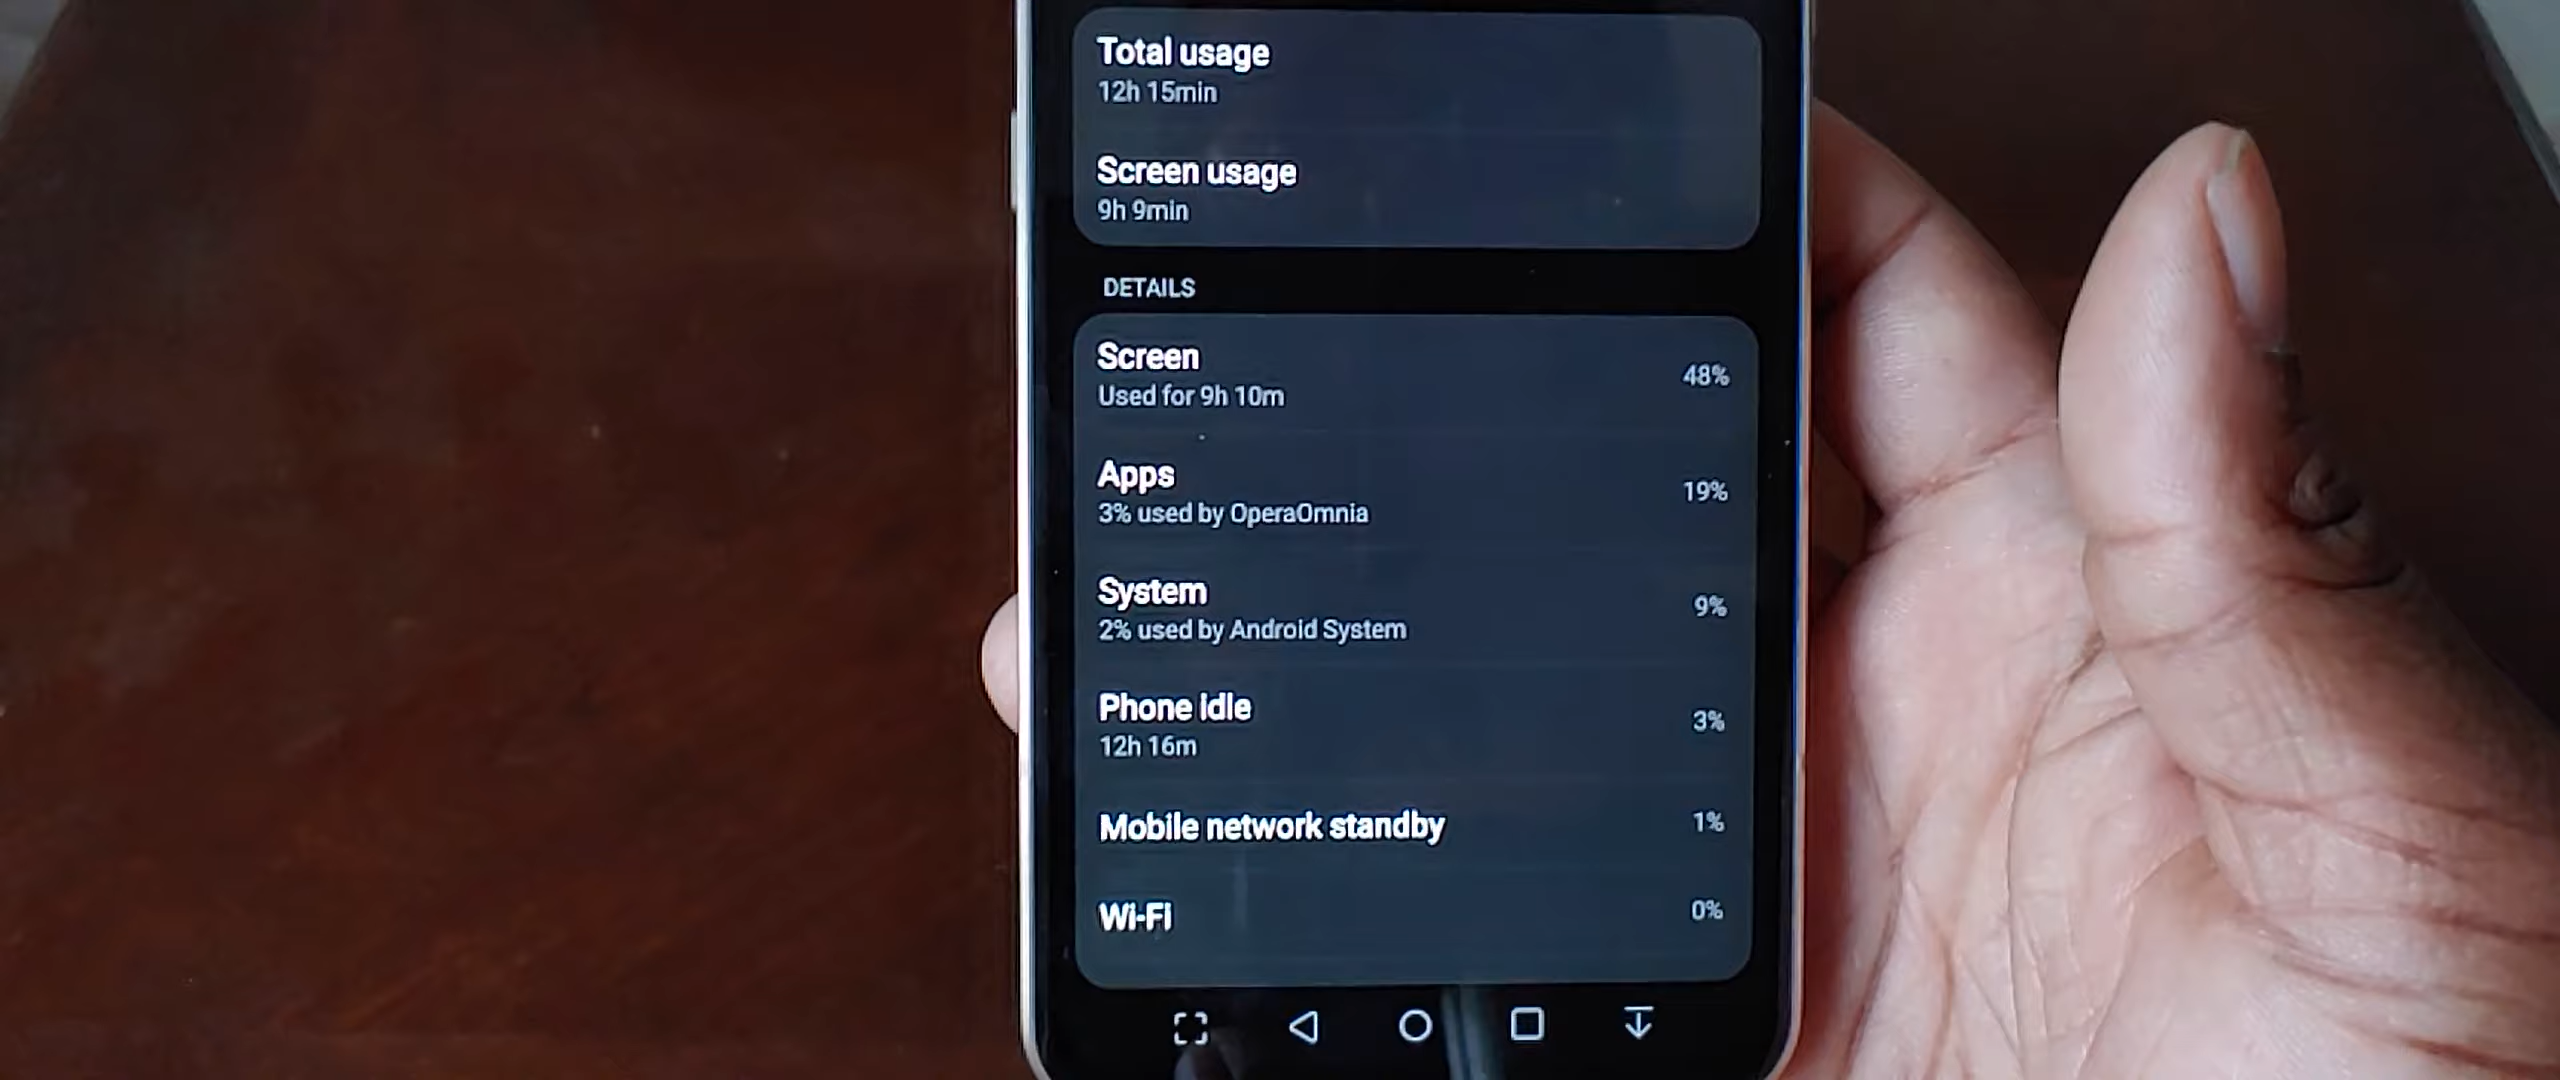 Total usage
12h 15min
Screen usage
9h 9min
DETAILS
Screen
Used for 9h 10m
48%
Apps
3% used by OperaOmnia
19%
System
2% used by Android System
9%
Phone idle
12h 16m
3%
Mobile network standby
1%
Wi-Fi
0%